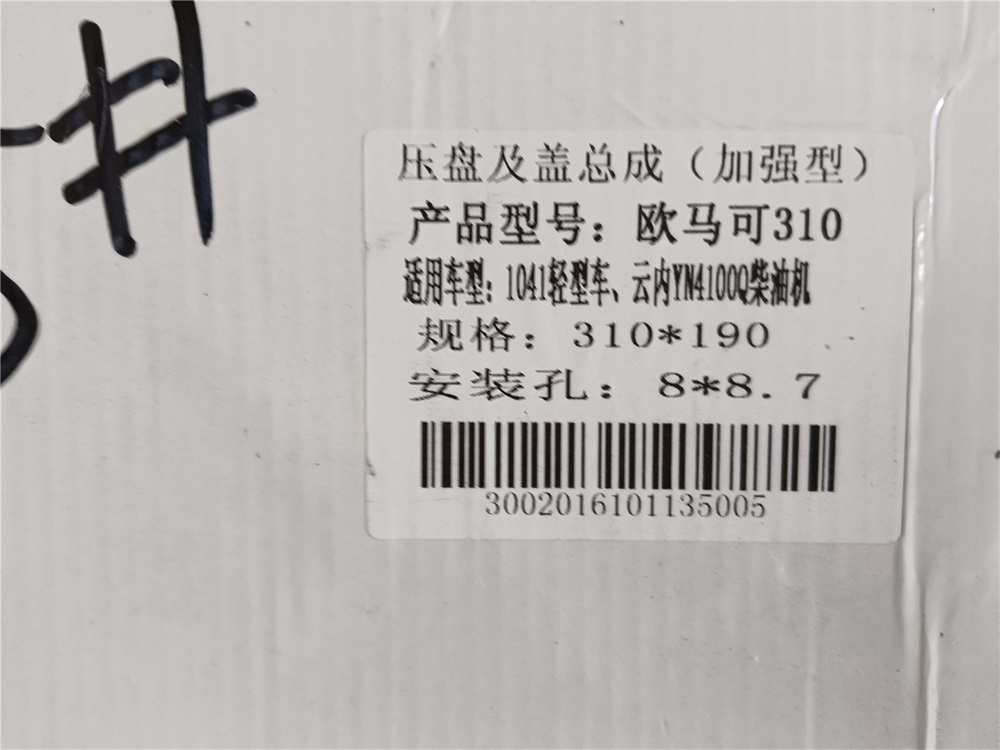 #
压盘及盖总成（加强型）
产品型号：欧马可310
适用车型：1041轻型车、云内YN4100Q柴油机
规格：310*190
安装孔：8*8.7
3002016101135005